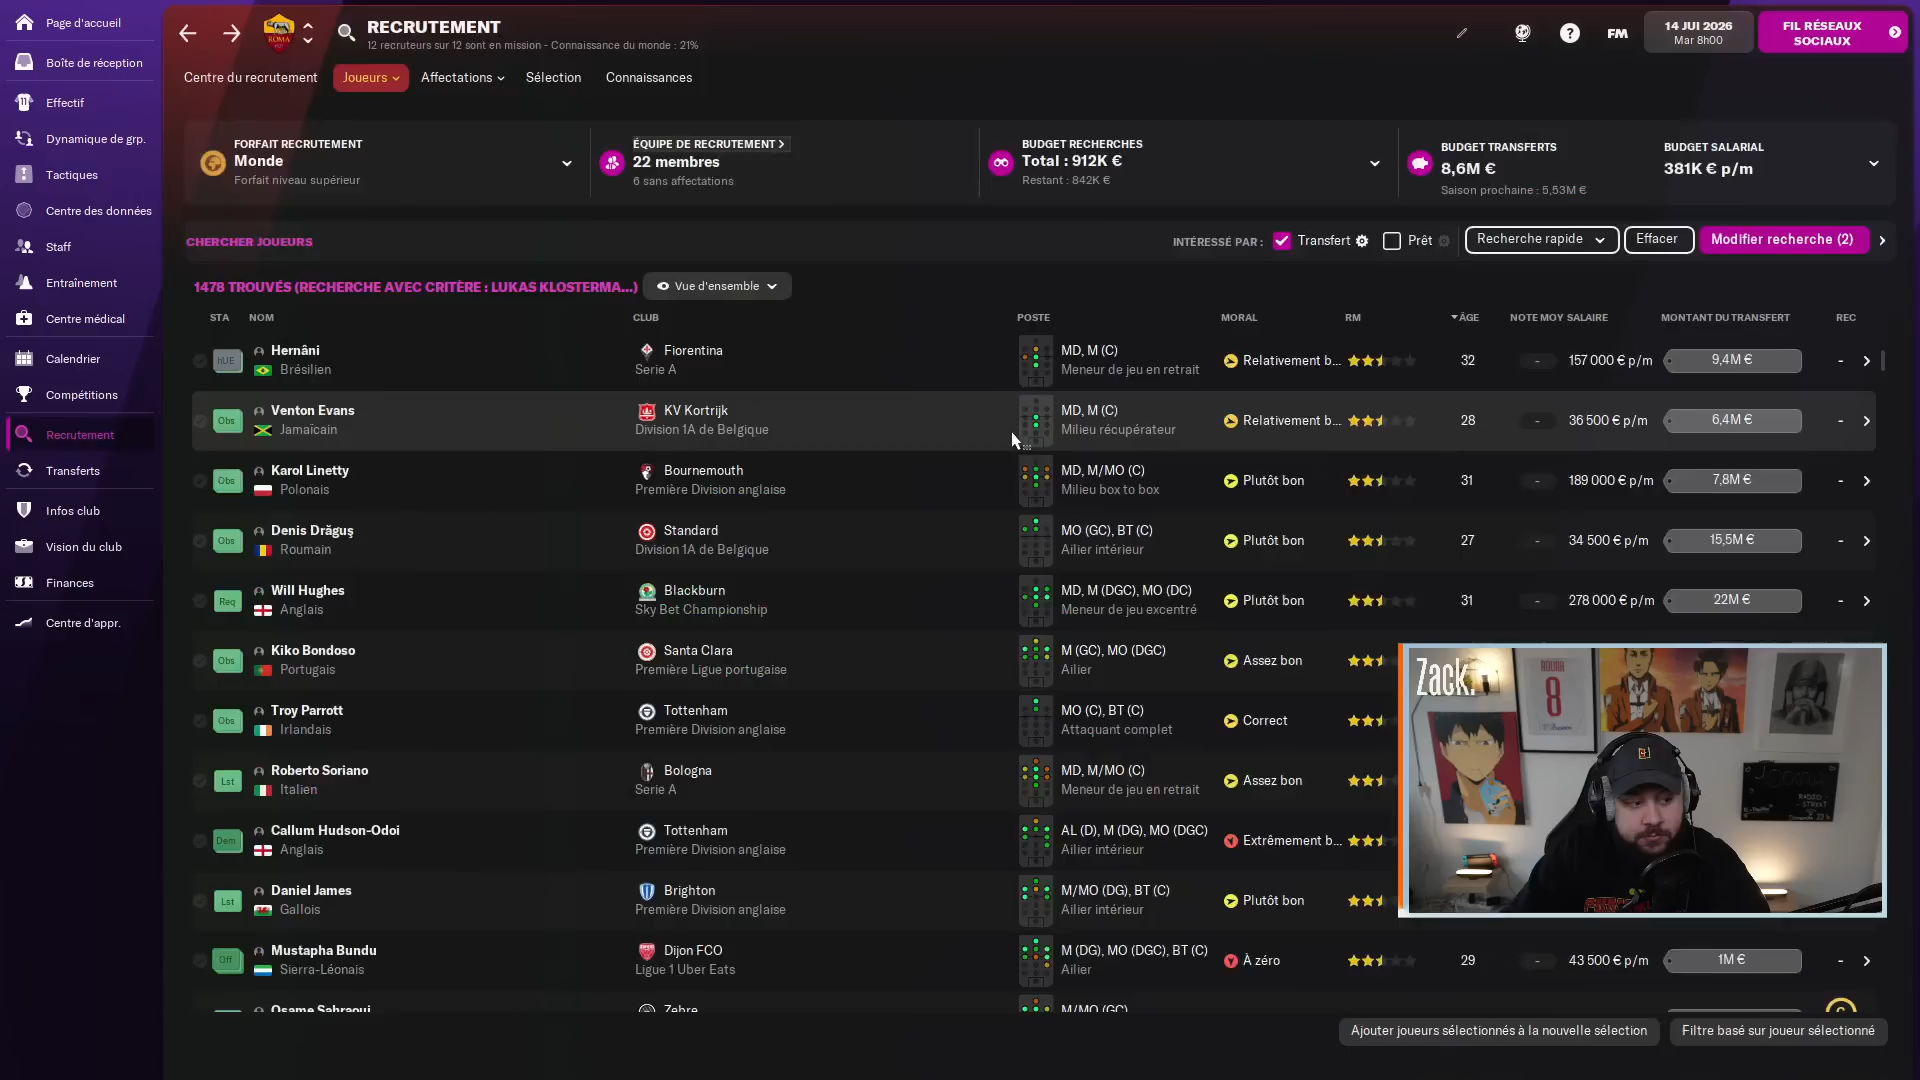 Page d'accueil
Boîte de réception
Effectif
Dynamique de grp.
Tactiques
Centre des données
Staff
Entraînement
Centre médical
Calendrier
Compétitions
Recrutement
Transferts
Infos club
Vision du club
Finances
Centre d'appr.
RECRUTEMENT
12 recruteurs sur 12 sont en mission - Connaissance du monde : 21%
FM
14 JUI 2026
Mar 8h00
FIL RÉSEAUX
SOCIAUX
Centre du recrutement
Joueurs
Affectations
Sélection
Connaissances
FORFAIT RECRUTEMENT
Monde
Forfait niveau supérieur
ÉQUIPE DE RECRUTEMENT >
22 membres
6 sans affectations
BUDGET RECHERCHES
Total : 912K €
Restant : 842K €
BUDGET TRANSFERTS
8,6M €
Saison prochaine : 5,53M €
BUDGET SALARIAL
381K € p/m
CHERCHER JOUEURS
INTÉRESSÉ PAR :
Transfert
Prêt
Recherche rapide
Effacer
Modifier recherche (2)
1478 TROUVÉS (RECHERCHE AVEC CRITÈRE : LUKAS KLOSTERMA...)
Vue d'ensemble
STA NOM CLUB POSTE MORAL RM ÂGE NOTE MOY SALAIRE MONTANT DU TRANSFERT REC
hUE Hernâni Fiorentina MD, M (C) Relativement b... 32 - 157 000 € p/m 9,4M € -
Brésilien Serie A Meneur de jeu en retrait
Obs Venton Evans KV Kortrijk MD, M (C) Relativement b... 28 - 36 500 € p/m 6,4M € -
Jamaïcain Division 1A de Belgique Milieu récupérateur
Obs Karol Linetty Bournemouth MD, M/MO (C) Plutôt bon 31 - 189 000 € p/m 7,8M € -
Polonais Première Division anglaise Milieu box to box
Obs Denis Drăguş Standard MO (GC), BT (C) Plutôt bon 27 - 34 500 € p/m 15,5M € -
Roumain Division 1A de Belgique Ailier intérieur
Req Will Hughes Blackburn MD, M (DGC), MO (DC) Plutôt bon 31 - 278 000 € p/m 22M € -
Anglais Sky Bet Championship Meneur de jeu excentré
Obs Kiko Bondoso Santa Clara M (GC), MO (DGC) Assez bon
Portugais Première Ligue portugaise Ailier
Obs Troy Parrott Tottenham MO (C), BT (C) Correct
Irlandais Première Division anglaise Attaquant complet
Lst Roberto Soriano Bologna MD, M/MO (C) Assez bon
Italien Serie A Meneur de jeu en retrait
Dem Callum Hudson-Odoi Tottenham AL (D), M (DG), MO (DGC) Extrêmement b...
Anglais Première Division anglaise Ailier intérieur
Lst Daniel James Brighton M/MO (DG), BT (C) Plutôt bon
Gallois Première Division anglaise Ailier intérieur
Off Mustapha Bundu Dijon FCO M (DG), MO (DGC), BT (C) À zéro 29 - 43 500 € p/m 1M € -
Sierra-Léonais Ligue 1 Uber Eats Ailier
Osame Sahraoui Zebre M/MO (GC)
Zack.
8
Ajouter joueurs sélectionnés à la nouvelle sélection
Filtre basé sur joueur sélectionné